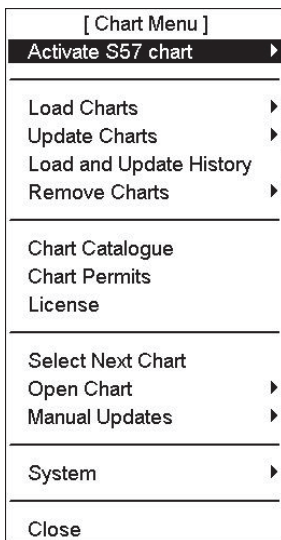 [ Chart Menu ]
Activate S57 chart
Load Charts
Update Charts
Load and Update History
Remove Charts
Chart Catalogue
Chart Permits
License
Select Next Chart
Open Chart
Manual Updates
System
Close